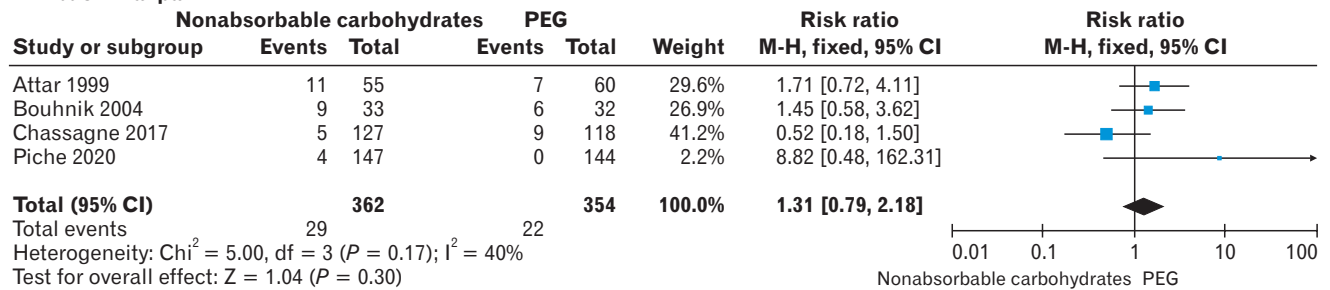 Nonabsorbable carbohydrates PEG Risk ratio Risk ratio
Study or subgroup Events Total Events Total Weight M-H, fixed, 95% CI M-H, fixed, 95% CI
Attar 1999 11 55 7 60 29.6% 1.71 [0.72, 4.11]
Bouhnik 2004 9 33 6 32 26.9% 1.45 [0.58, 3.62]
Chassagne 2017 5 127 9 118 41.2% 0.52 [0.18, 1.50]
Piche 2020 4 147 0 144 2.2% 8.82 [0.48, 162.31]
Total (95% CI) 362 354 100.0% 1.31 [0.79, 2.18]
Total events 29 22
Heterogeneity: Chi² = 5.00, df = 3 (P = 0.17); I² = 40%
Test for overall effect: Z = 1.04 (P = 0.30)
0.01 0.1 1 10 100
Nonabsorbable carbohydrates PEG